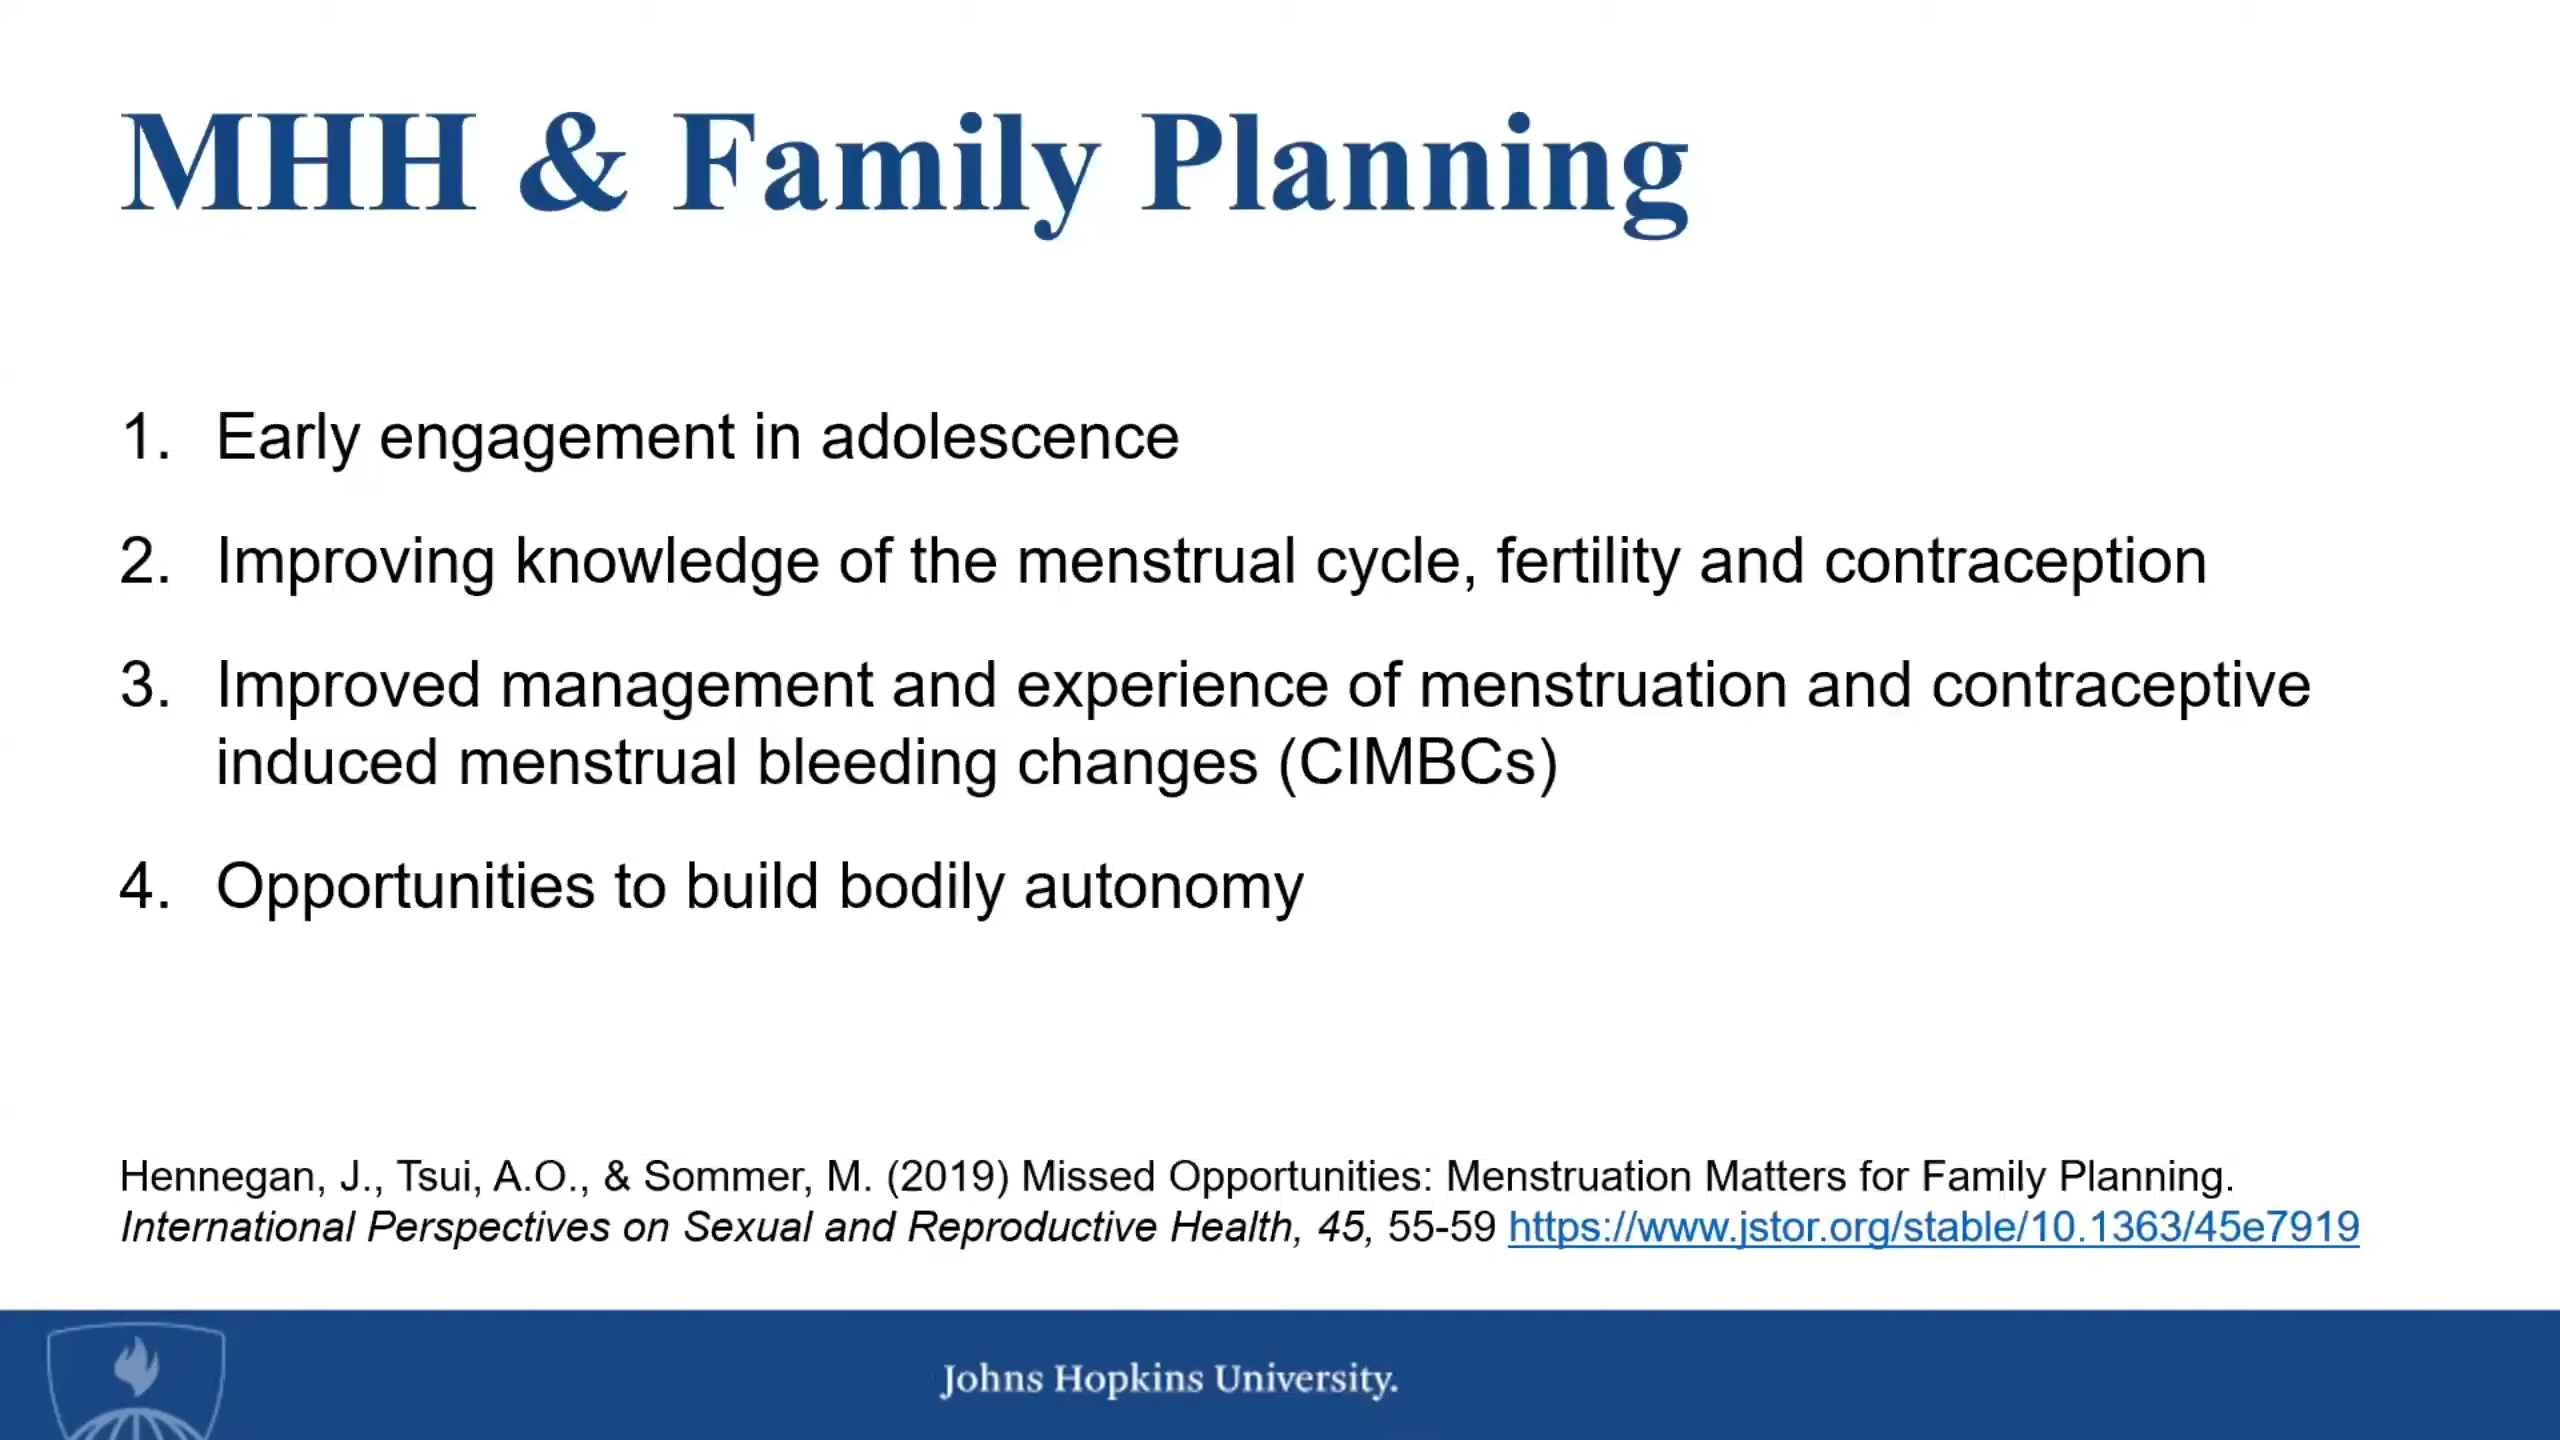 MHH & Family Planning
1. Early engagement in adolescence
2. Improving knowledge of the menstrual cycle, fertility and contraception
3. Improved management and experience of menstruation and contraceptive
induced menstrual bleeding changes (CIMBCs)
4. Opportunities to build bodily autonomy
Hennegan, J., Tsui, A.O., & Sommer, M. (2019) Missed Opportunities: Menstruation Matters for Family Planning.
International Perspectives on Sexual and Reproductive Health, 45, 55-59 https://www.jstor.org/stable/10.1363/45e7919
Johns Hopkins University.